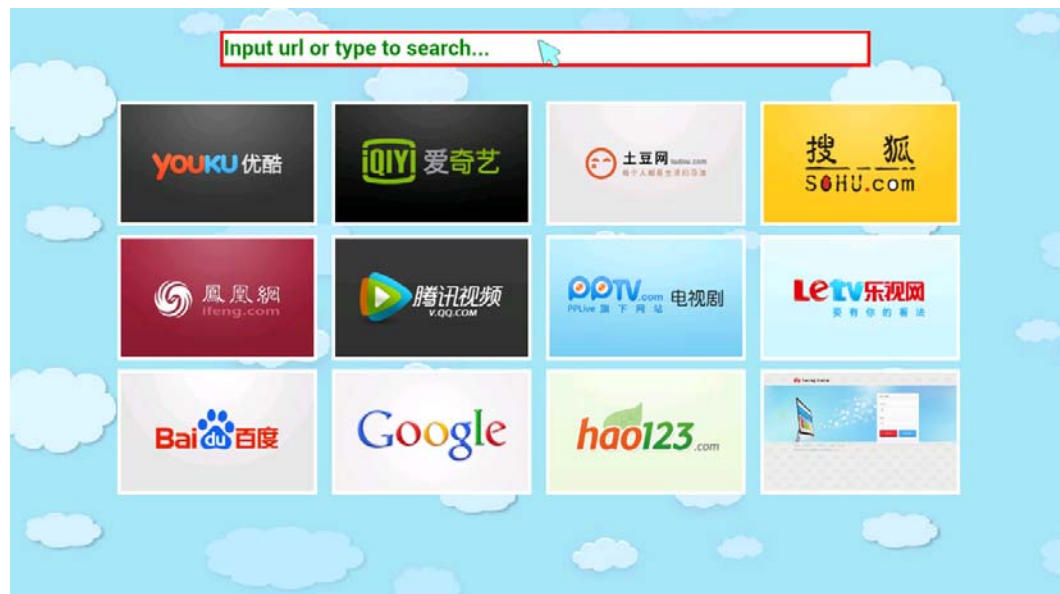 Input url or type to search...
YOUKU 优酷
iQIYI 爱奇艺
土豆网 tudou.com
每个人都是生活的导演
搜 狐
SOHU.com
鳳凰網
ifeng.com
腾讯视频
V.QQ.COM
PPTV.com 电视剧
PPLive 旗下网站
Letv乐视网
要有你的看法
Bai du 百度
Google
hao123.com